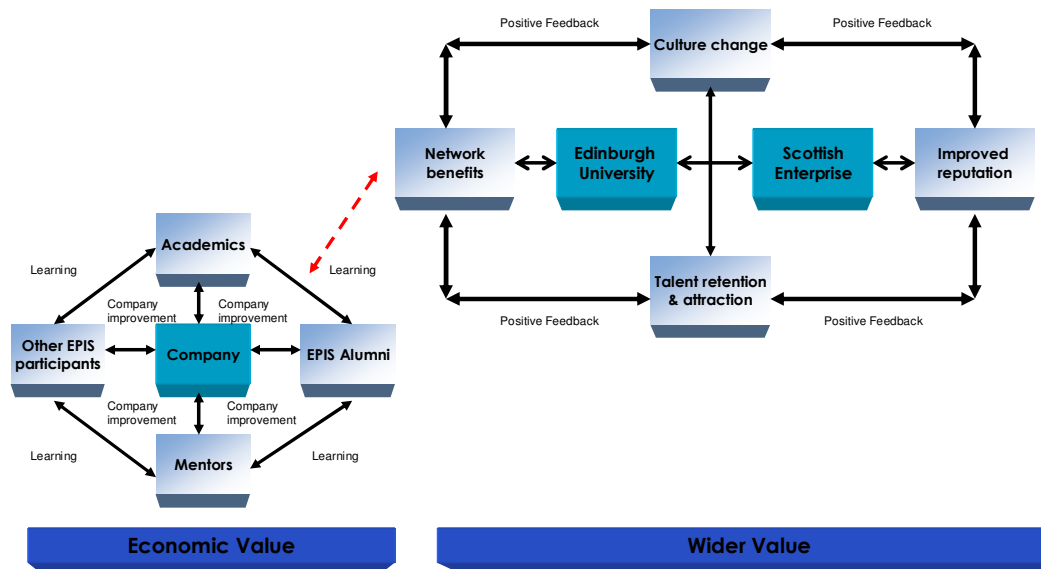 Positive Feedback
Positive Feedback
Culture change
Network
benefits
Edinburgh
University
Scottish
Enterprise
Improved
reputation
Academics
Learning
Learning
Talent retention
& attraction
Company
improvement
Company
improvement
Positive Feedback
Positive Feedback
Other EPIS
participants
Company
EPIS Alumni
Company
improvement
Company
improvement
Learning
Mentors
Learning
Economic Value
Wider Value